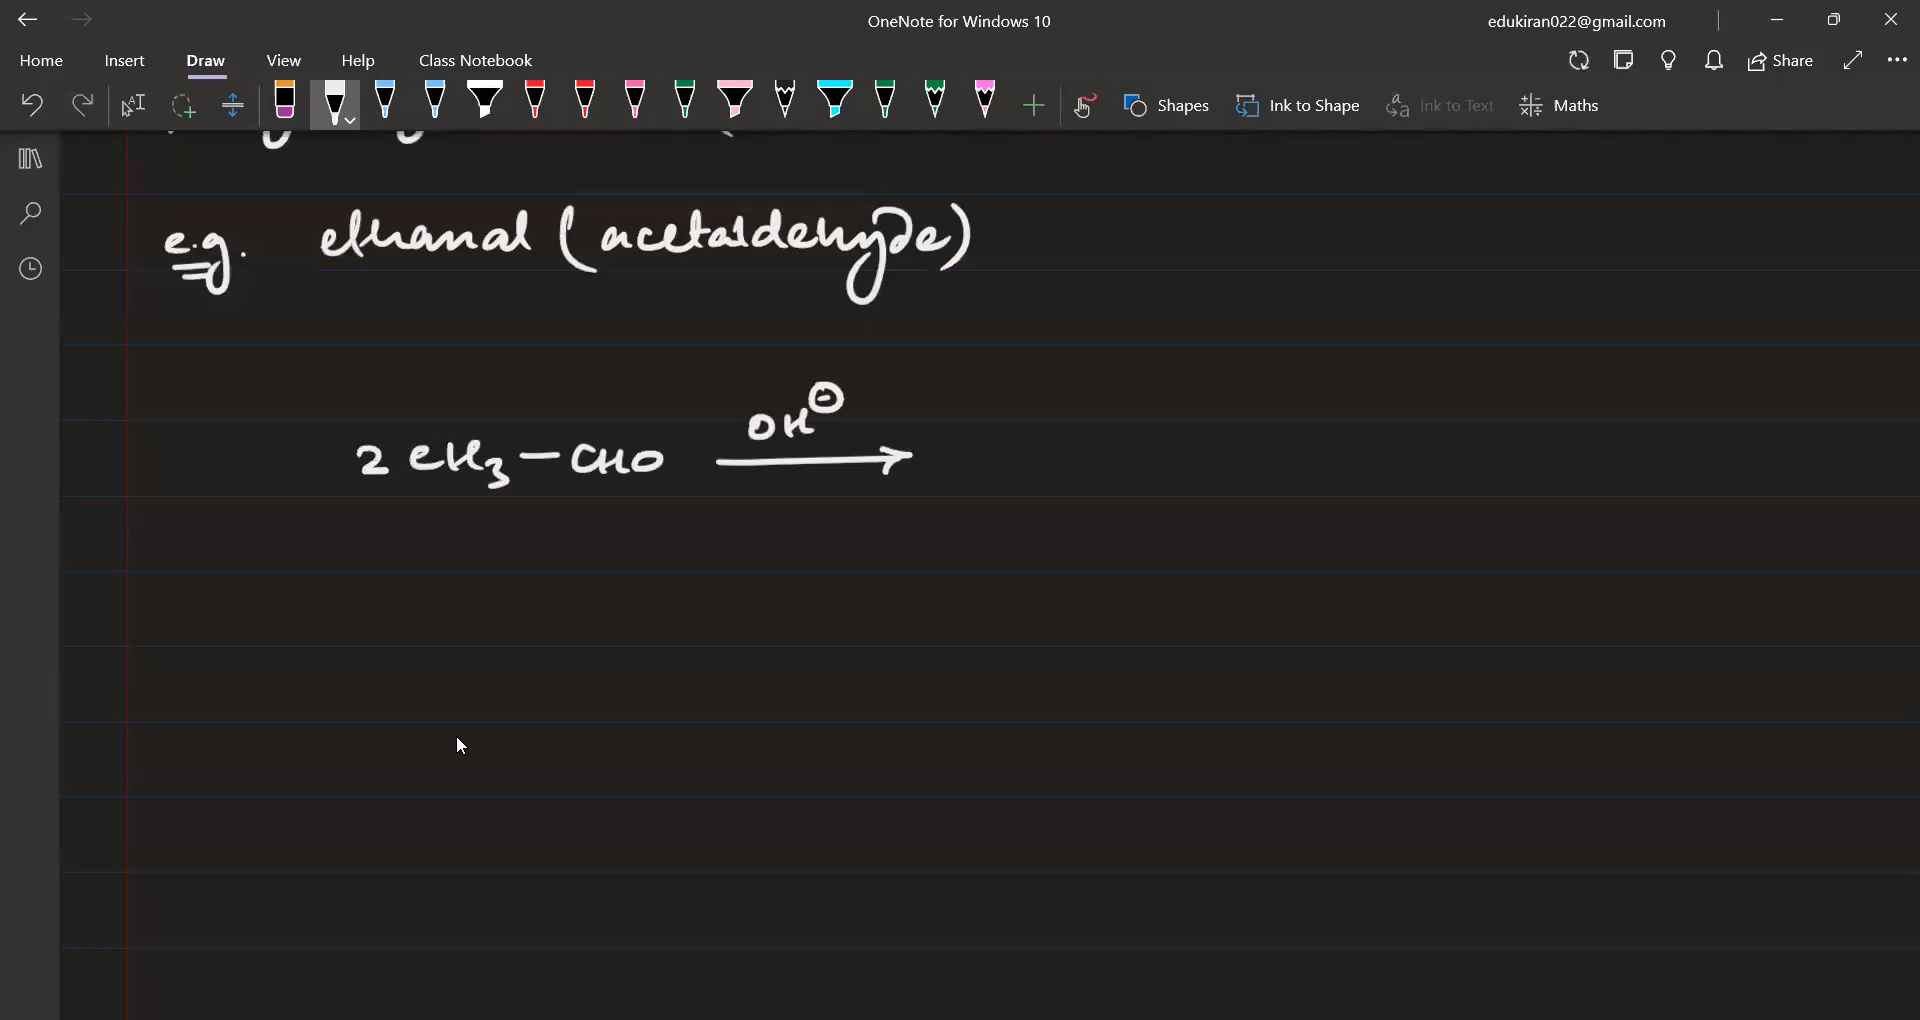 OneNote for Windows 10
edukiran022@gmail.com
Home Insert Draw View Help Class Notebook
Share
Shapes Ink to Shape Ink to Text Maths
e.g. ethanal (acetaldehyde)
OH⊖
2 CH₃-CHO ⟶